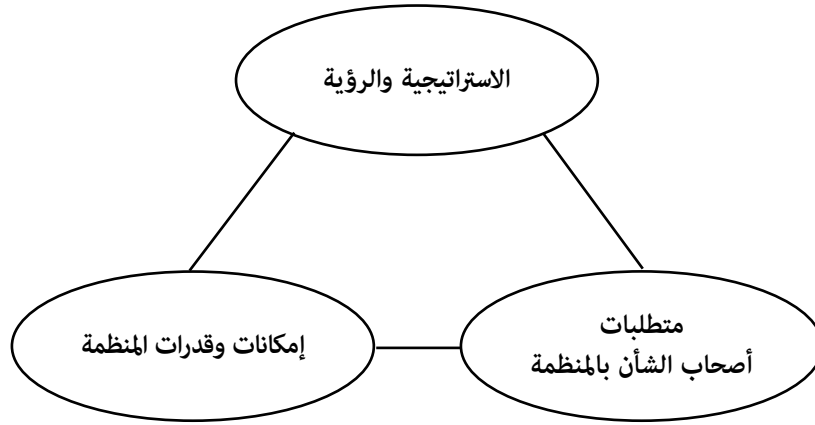 الاستراتيجية والرؤية
متطلبات
أصحاب الشأن بالمنظمة
إمكانات وقدرات المنظمة